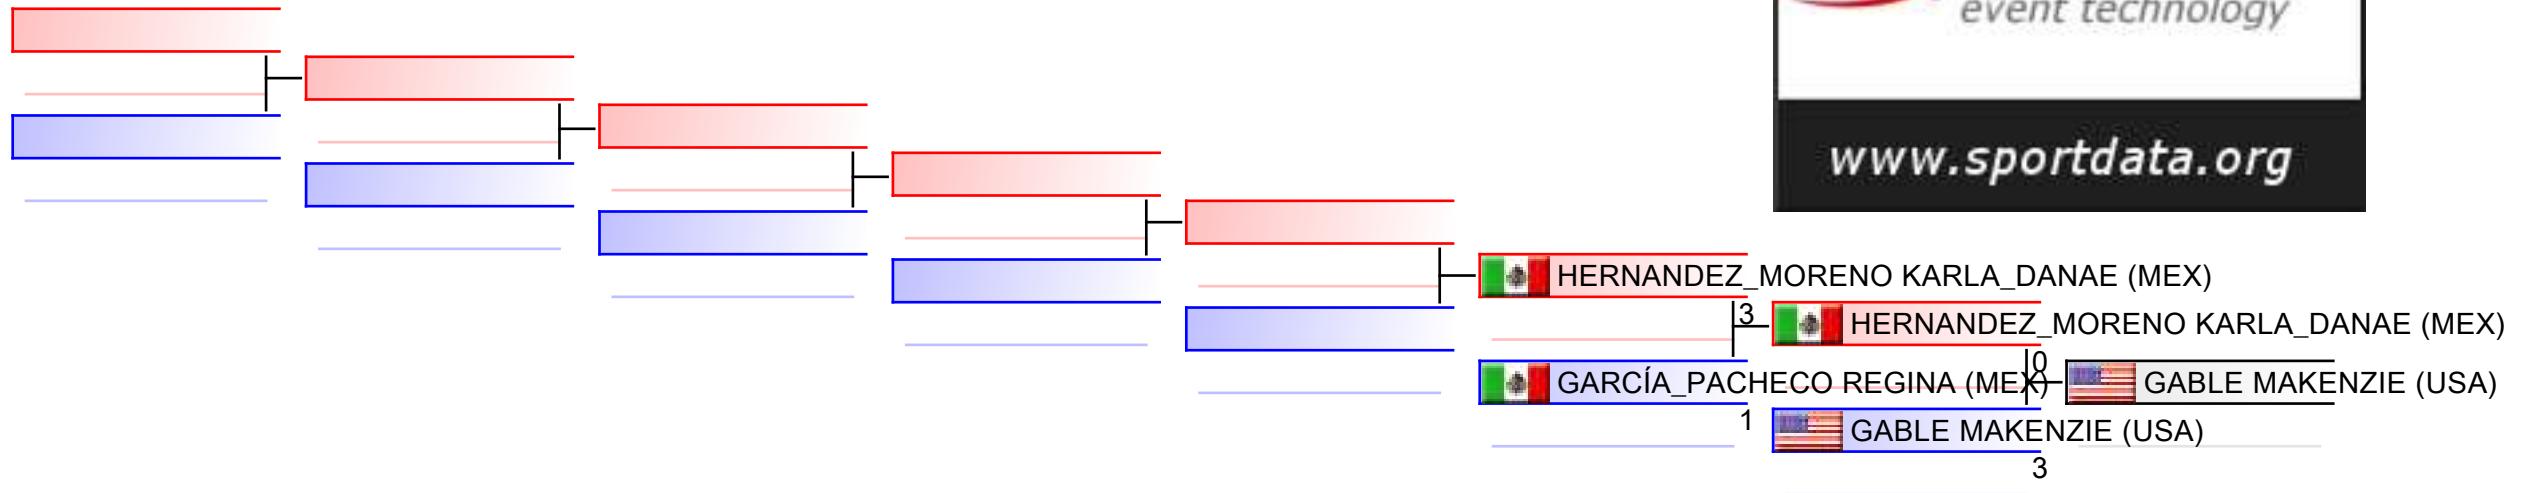 event technology
www.sportdata.org
HERNANDEZ_MORENO KARLA_DANAE (MEX)
3
HERNANDEZ_MORENO KARLA_DANAE (MEX)
0
GARCÍA_PACHECO REGINA (MEX)
GABLE MAKENZIE (USA)
1
GABLE MAKENZIE (USA)
3